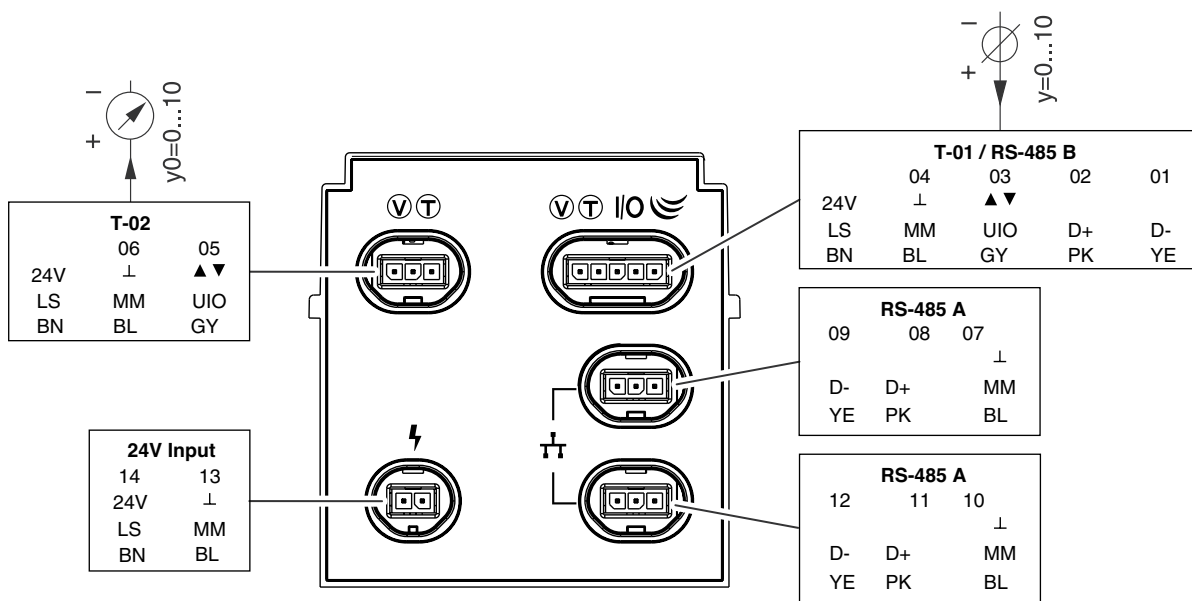 – + y0=0...10
– + y=0...10
T-02
06 05
24V ⊥ ▲▼
LS MM UIO
BN BL GY
V T
V T I/O
T-01 / RS-485 B
04 03 02 01
24V ⊥ ▲▼
LS MM UIO D+ D-
BN BL GY PK YE
RS-485 A
09 08 07
⊥
D- D+ MM
YE PK BL
24V Input
14 13
24V ⊥
LS MM
BN BL
RS-485 A
12 11 10
⊥
D- D+ MM
YE PK BL